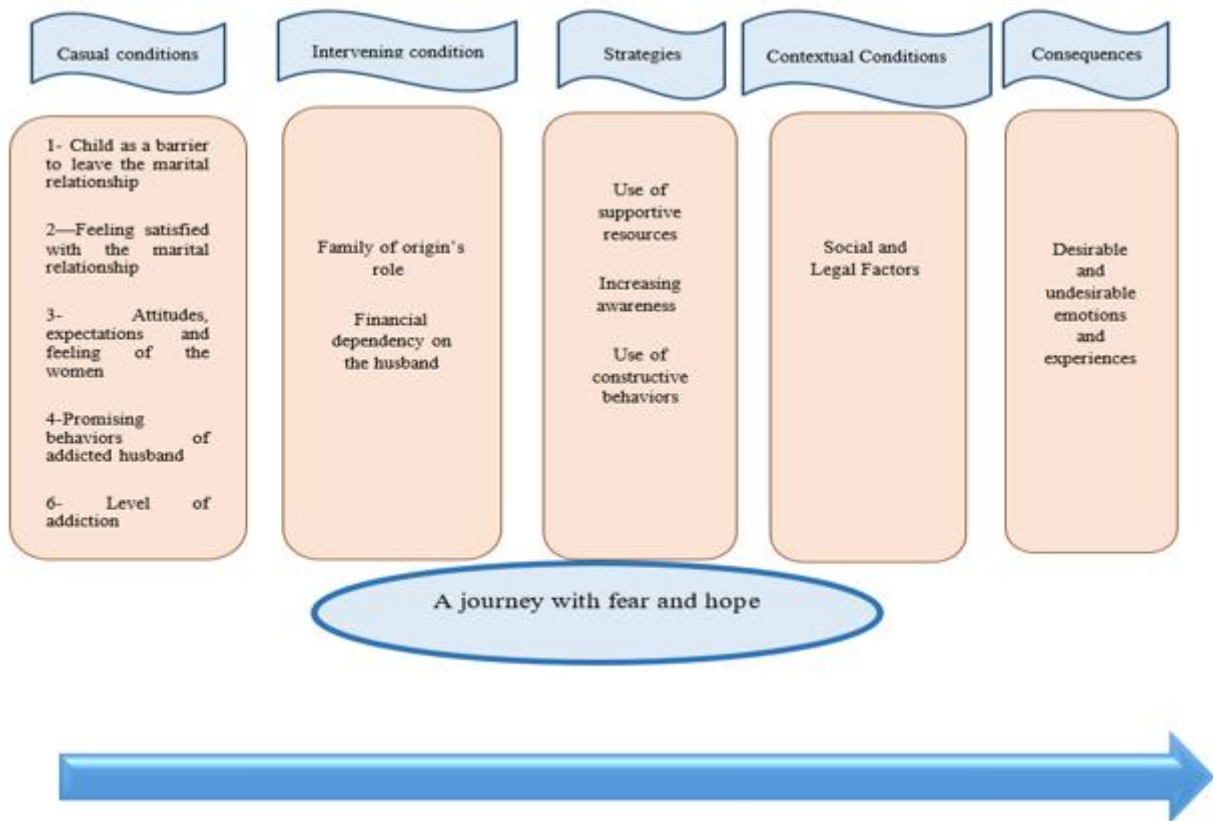 Casual conditions
Intervening condition
Strategies
Contextual Conditions
Consequences
1- Child as a barrier
to leave the marital
relationship
2—Feeling satisfied
with the marital
relationship
3- Attitudes,
expectations and
feeling of the
women
4-Promising
behaviors of
addicted husband
6- Level of
addiction
Family of origin's
role
Financial
dependency on
the husband
Use of
supportive
resources
Increasing
awareness
Use of
constructive
behaviors
Social and
Legal Factors
Desirable
and
undesirable
emotions
and
experiences
A journey with fear and hope